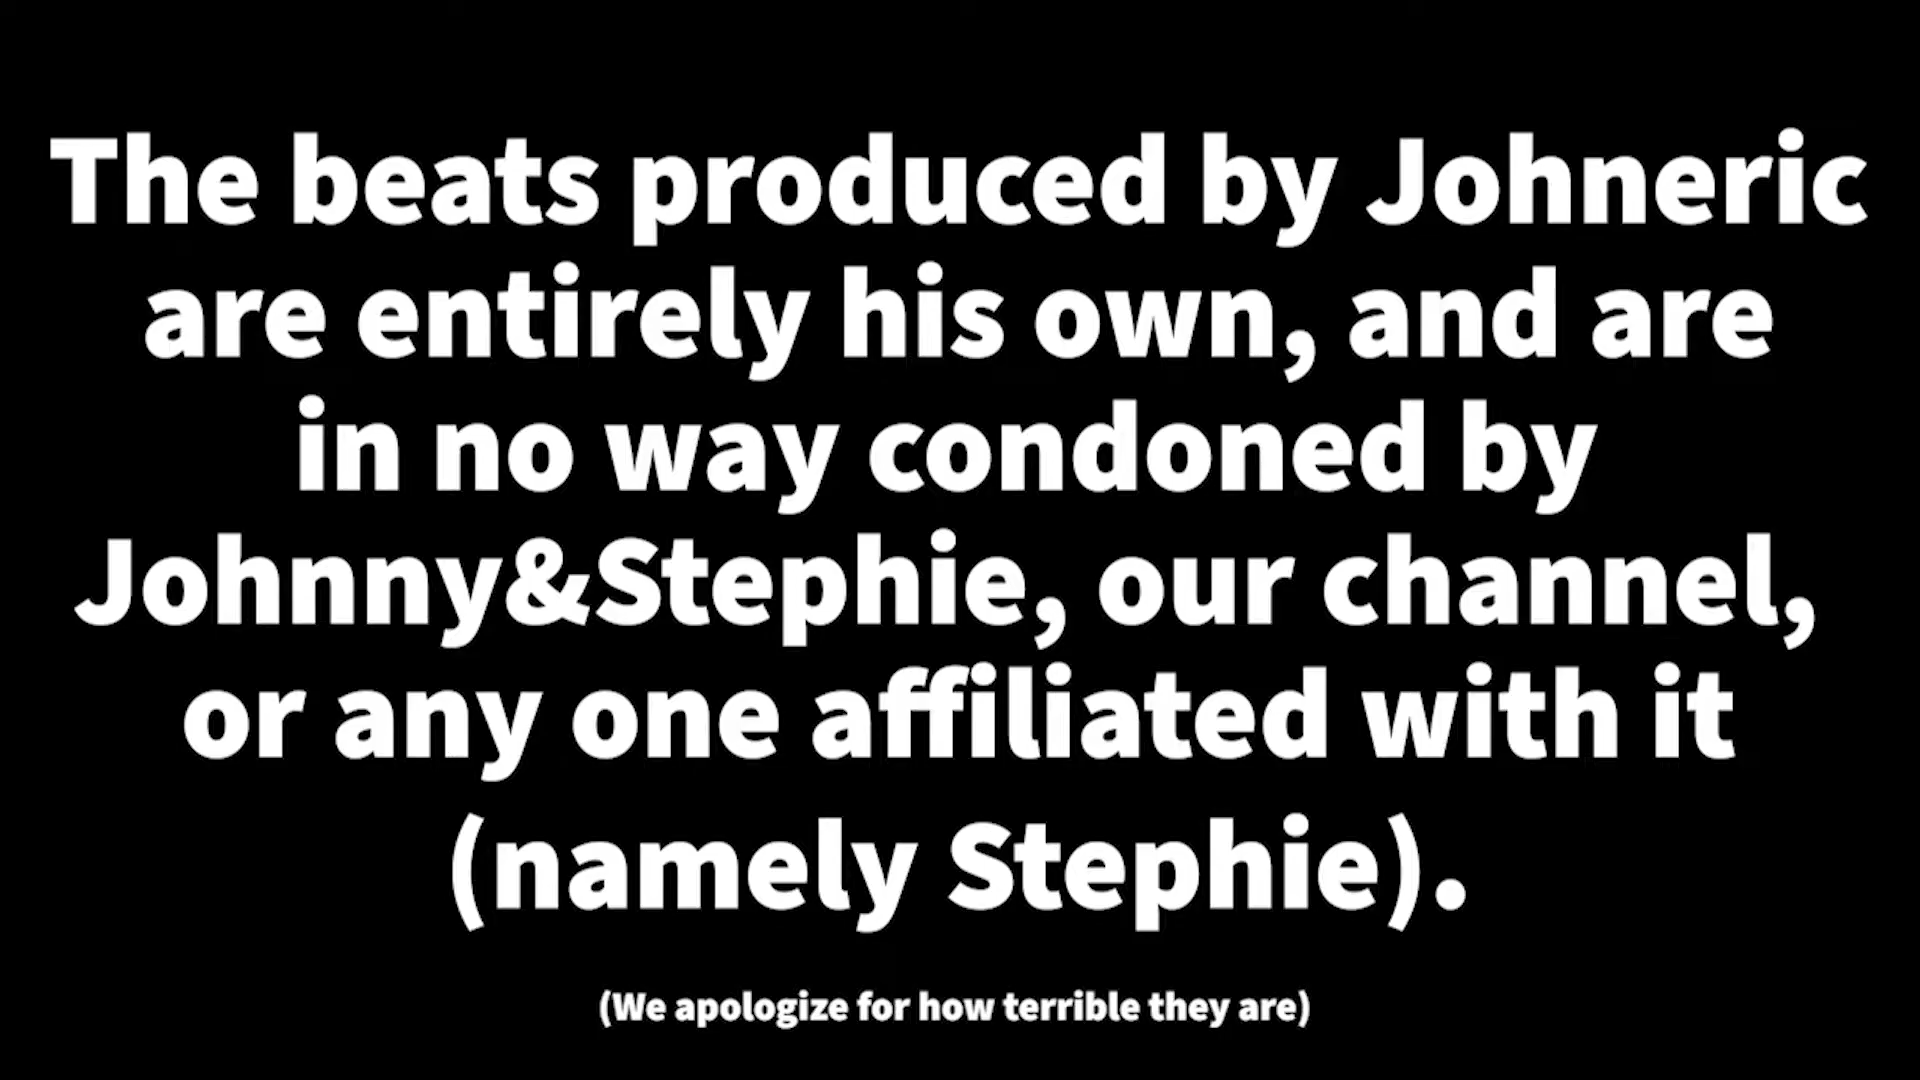 The beats produced by Johneric
are entirely his own, and are
in no way condoned by
Johnny&Stephie, our channel,
or any one affiliated with it
(namely Stephie).
(We apologize for how terrible they are)